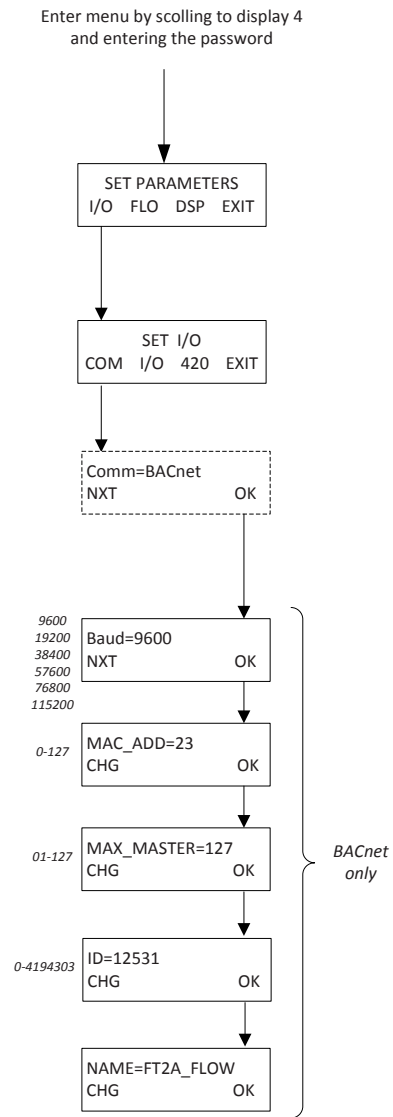 Enter menu by scolling to display 4
and entering the password
SET PARAMETERS
I/O FLO DSP EXIT
SET I/O
COM I/O 420 EXIT
Comm=BACnet
NXT OK
9600
19200
38400
57600
76800
115200
Baud=9600
NXT OK
0-127
MAC_ADD=23
CHG OK
01-127
MAX_MASTER=127
CHG OK
BACnet
only
0-4194303
ID=12531
CHG OK
NAME=FT2A_FLOW
CHG OK